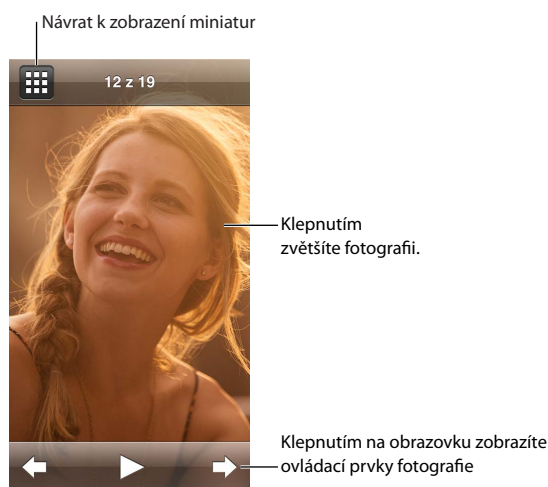 Návrat k zobrazení miniatur
12 z 19
Klepnutím
zvětšíte fotografii.
Klepnutím na obrazovku zobrazíte
ovládací prvky fotografie